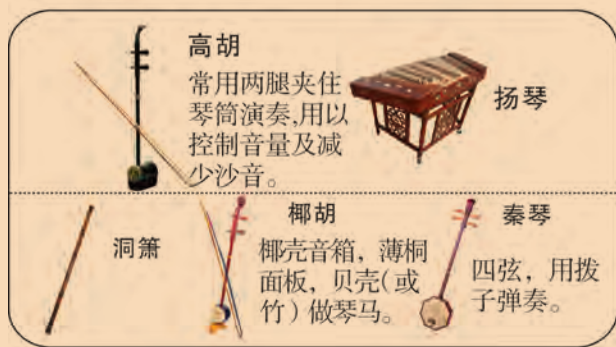 高胡
常用两腿夹住
琴筒演奏，用以
控制音量及减
少沙音。
扬琴
洞箫
椰胡
椰壳音箱，薄桐
面板，贝壳（或
竹）做琴马。
秦琴
四弦，用拨
子弹奏。